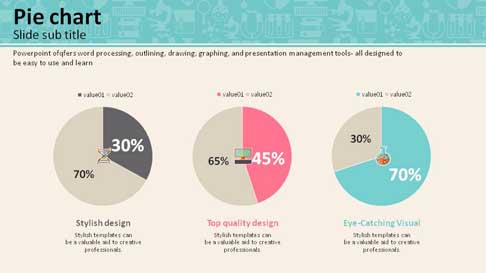 Pie chart
Slide sub title
Powerpoint ofqfers word processing, outlining, drawing, graphing, and presentation management tools- all designed to
be easy to use and learn
value01 value02
value01 value02
value01 value02
30%
70%
65%
45%
30%
70%
Stylish design
Stylish templates can
be a valuable aid to creative
professionals.
Top quality design
Stylish templates can
be a valuable aid to creative
professionals.
Eye-Catching Visual
Stylish templates can
be a valuable aid to creative
professionals.